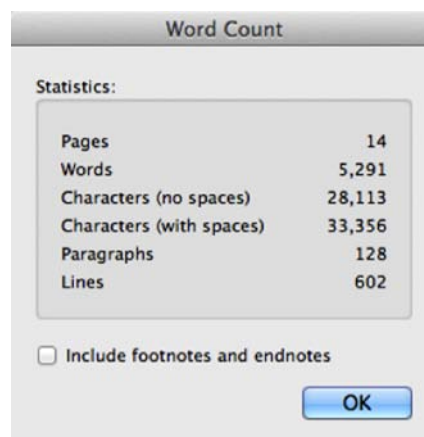 Word Count
Statistics:
Pages 14
Words 5,291
Characters (no spaces) 28,113
Characters (with spaces) 33,356
Paragraphs 128
Lines 602
Include footnotes and endnotes
OK